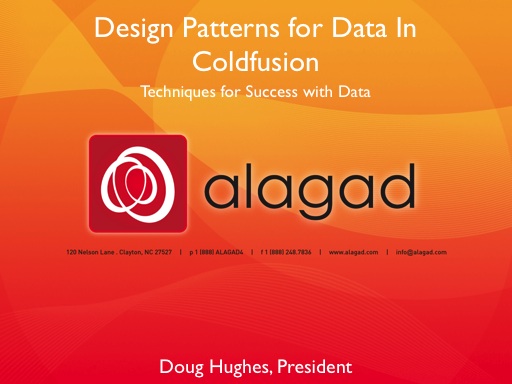 Design Patterns for Data In
Coldfusion
Techniques for Success with Data
alagad
120 Nelson Lane . Clayton, NC 27527 | p 1 (888) ALAGAD4 | f 1 (888) 248.7836 | www.alagad.com | info@alagad.com
Doug Hughes, President